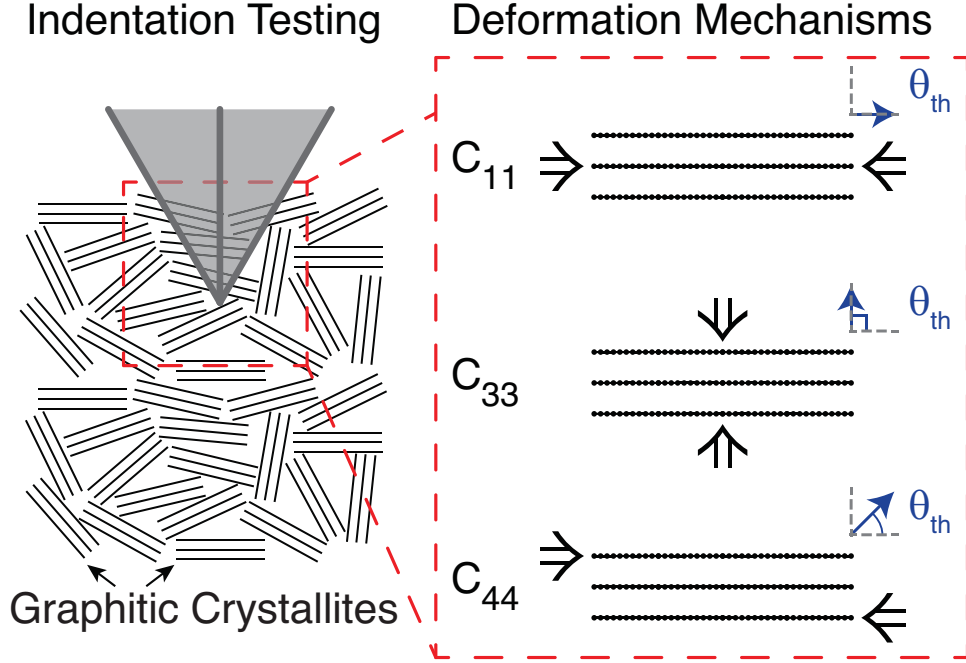 Indentation Testing
Deformation Mechanisms
θth
C11
θth
C33
θth
C44
Graphitic Crystallites